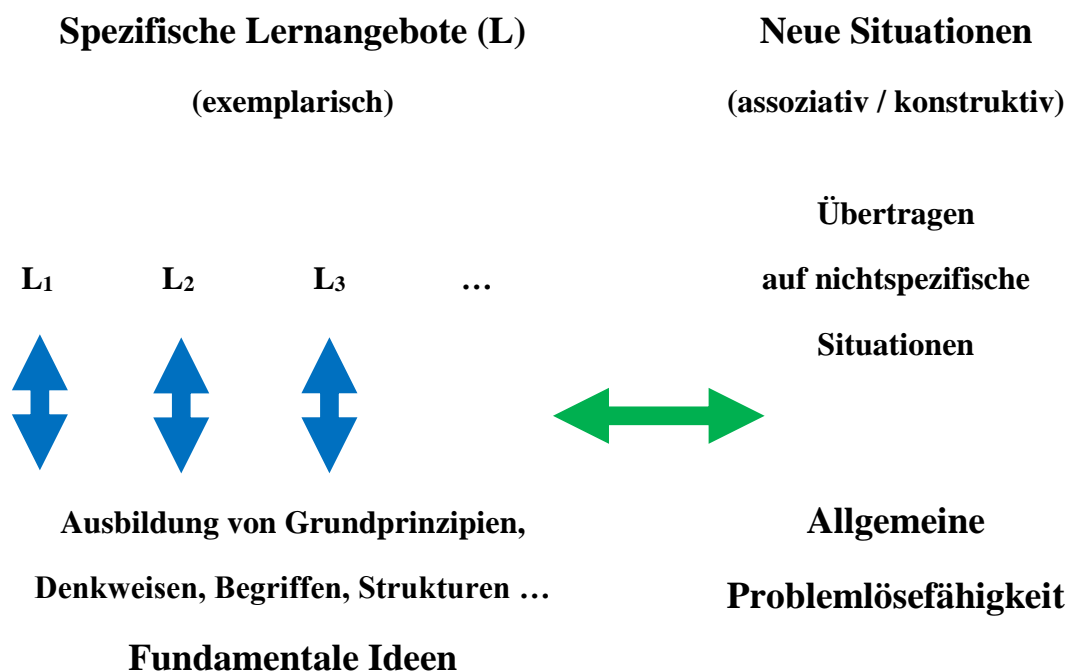 Spezifische Lernangebote (L)
(exemplarisch)
L₁ L₂ L₃ …
Ausbildung von Grundprinzipien,
Denkweisen, Begriffen, Strukturen …
Fundamentale Ideen
Neue Situationen
(assoziativ / konstruktiv)
Übertragen
auf nichtspezifische
Situationen
Allgemeine
Problemlösefähigkeit